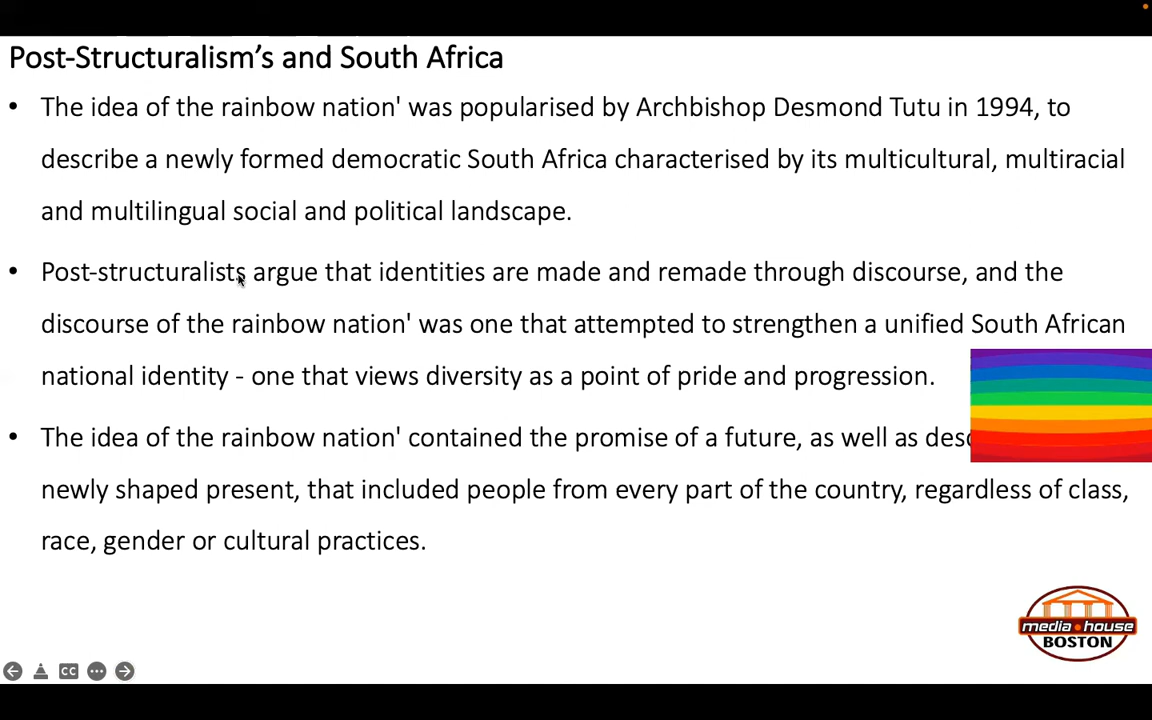 Post-Structuralism’s and South Africa
• The idea of the rainbow nation' was popularised by Archbishop Desmond Tutu in 1994, to
describe a newly formed democratic South Africa characterised by its multicultural, multiracial
and multilingual social and political landscape.
• Post-structuralists argue that identities are made and remade through discourse, and the
discourse of the rainbow nation' was one that attempted to strengthen a unified South African
national identity - one that views diversity as a point of pride and progression.
• The idea of the rainbow nation' contained the promise of a future, as well as
newly shaped present, that included people from every part of the country, regardless of class,
race, gender or cultural practices.
media house
BOSTON
CC